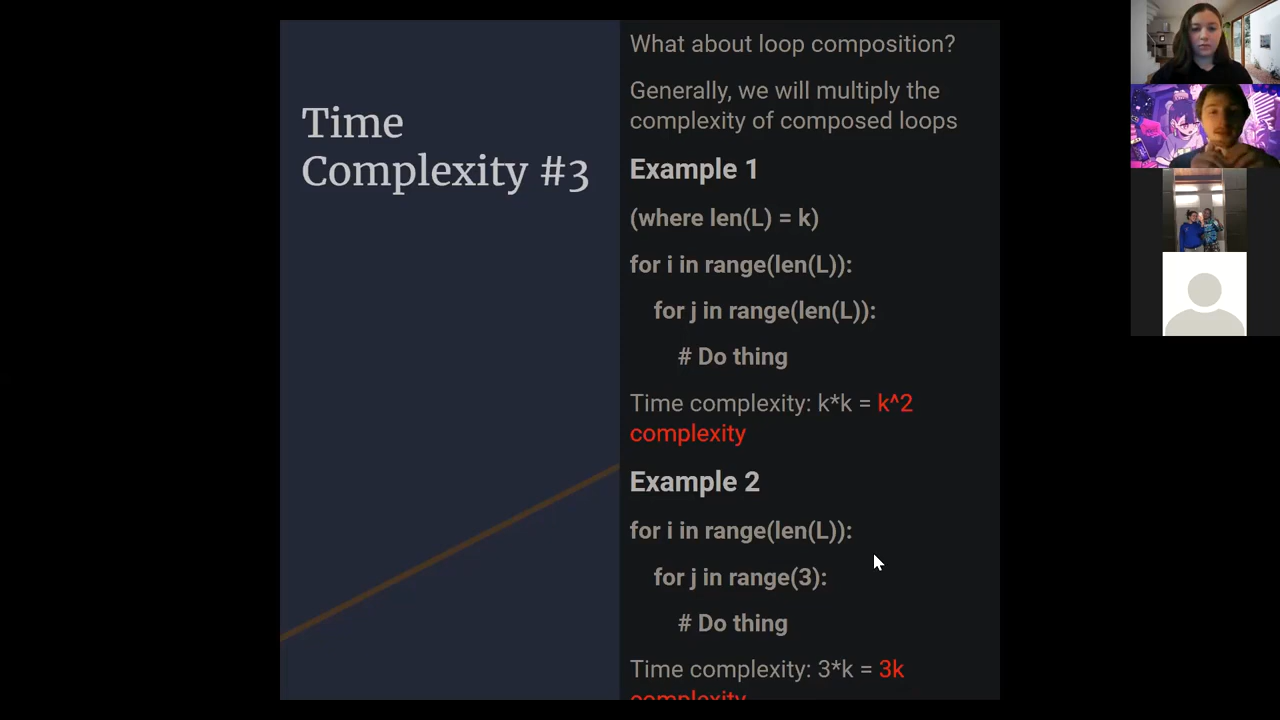 Time
Complexity #3
What about loop composition?
Generally, we will multiply the
complexity of composed loops
Example 1
(where len(L) = k)
for i in range(len(L)):
for j in range(len(L)):
# Do thing
Time complexity: k*k = k^2
complexity
Example 2
for i in range(len(L)):
for j in range(3):
# Do thing
Time complexity: 3*k = 3k
complexity